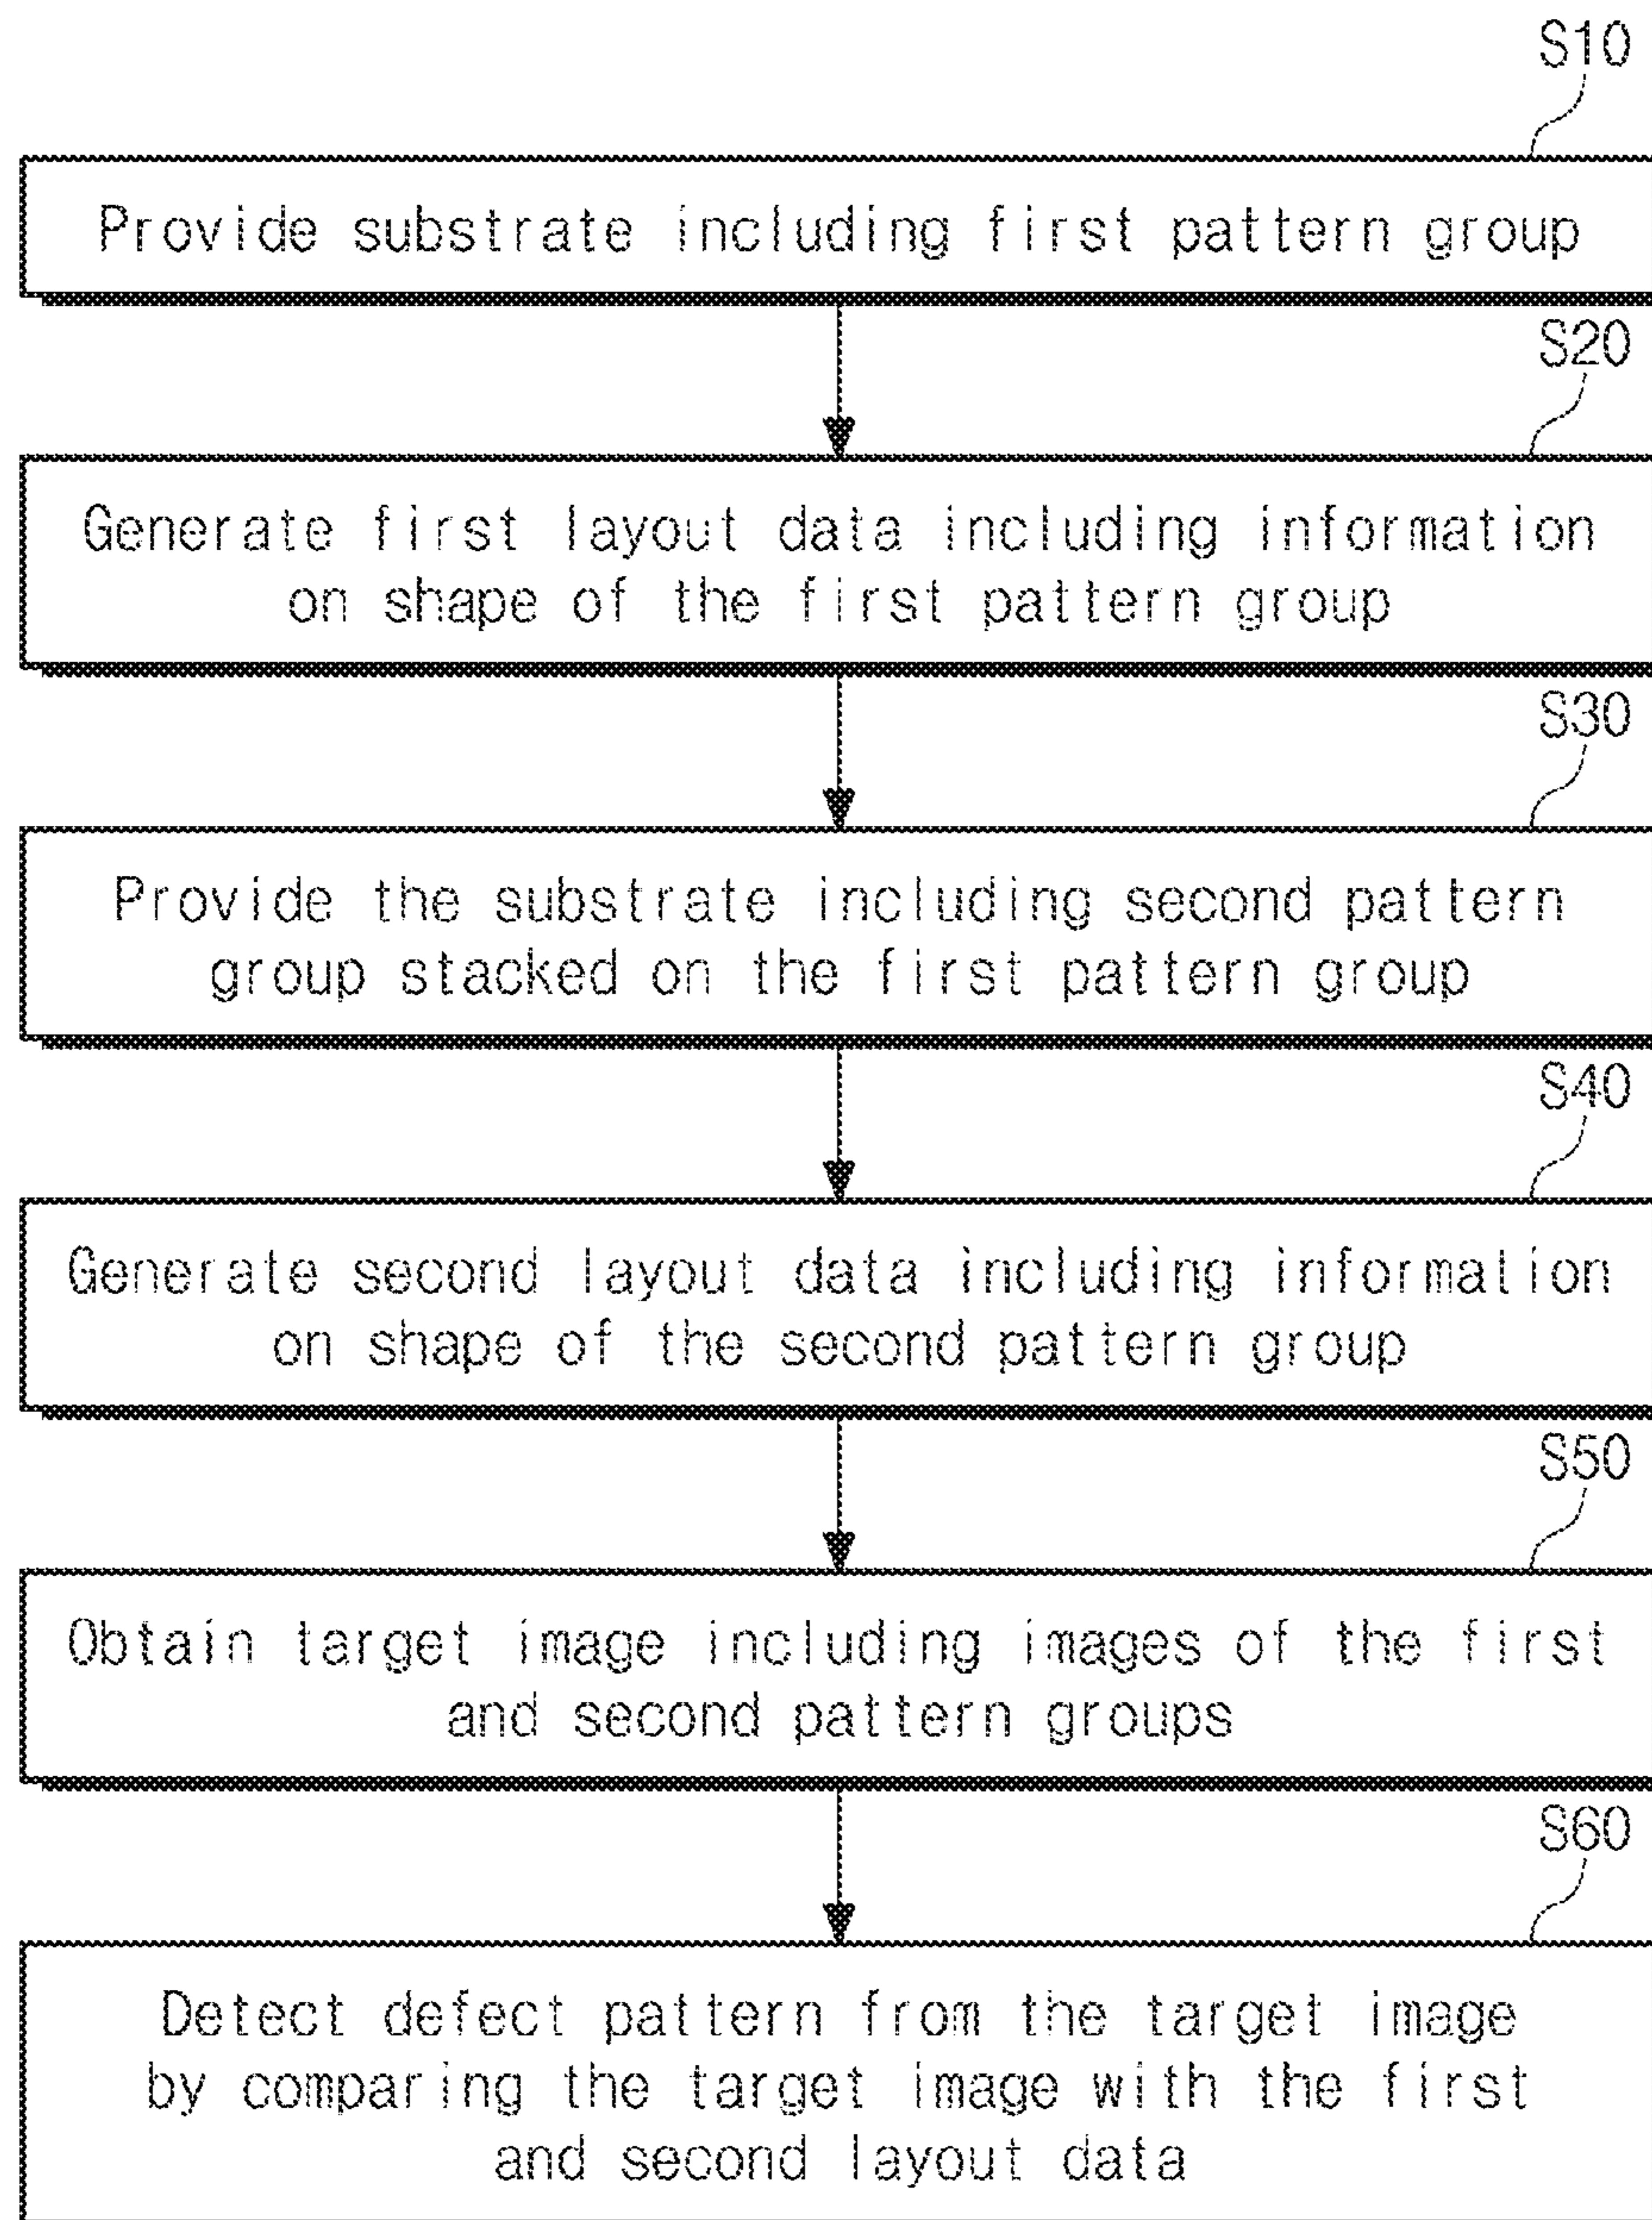 S10
Provide substrate including first pattern group
S20
Generate first layout data including information
on shape of the first pattern group
S30
Provide the substrate including second pattern
group stacked on the first pattern group
S40
Generate second layout data including information
on shape of the second pattern group
S50
Obtain target image including images of the first
and second pattern groups
S60
Detect defect pattern from the target image
by comparing the target image with the first
and second layout data